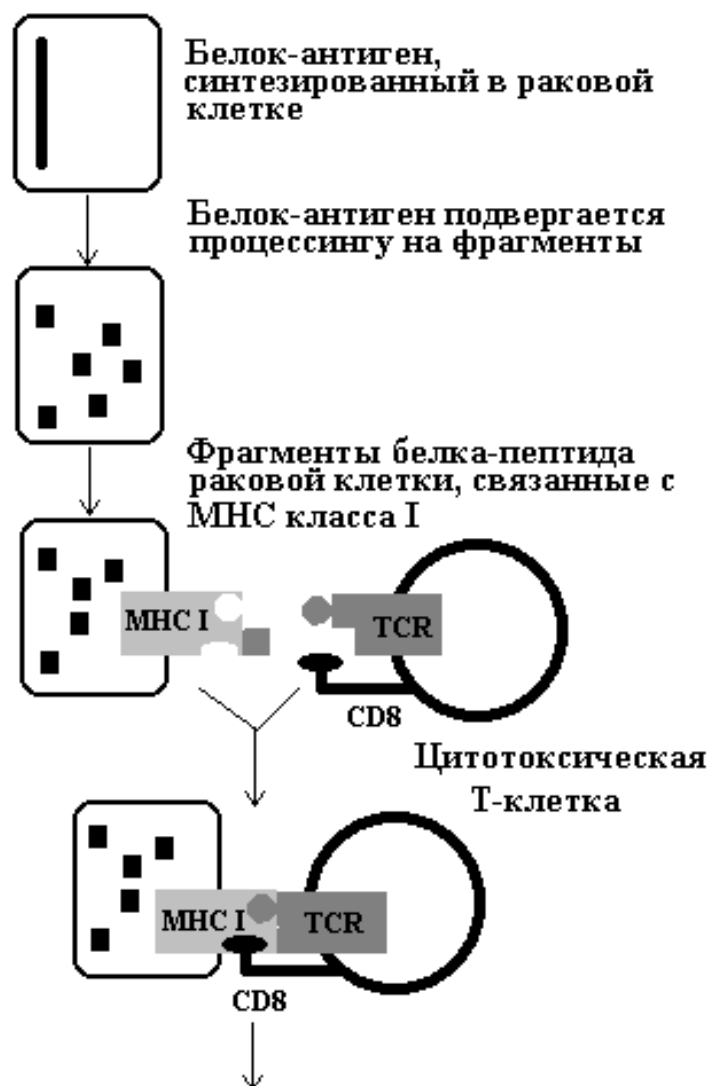 Белок-антиген,
синтезированный в раковой
клетке
Белок-антиген подвергается
процессингу на фрагменты
Фрагменты белка-пептида
раковой клетки, связанные с
МНС класса I
MHC I
TCR
CD8
Цитотоксическая
Т-клетка
MHC I
TCR
CD8